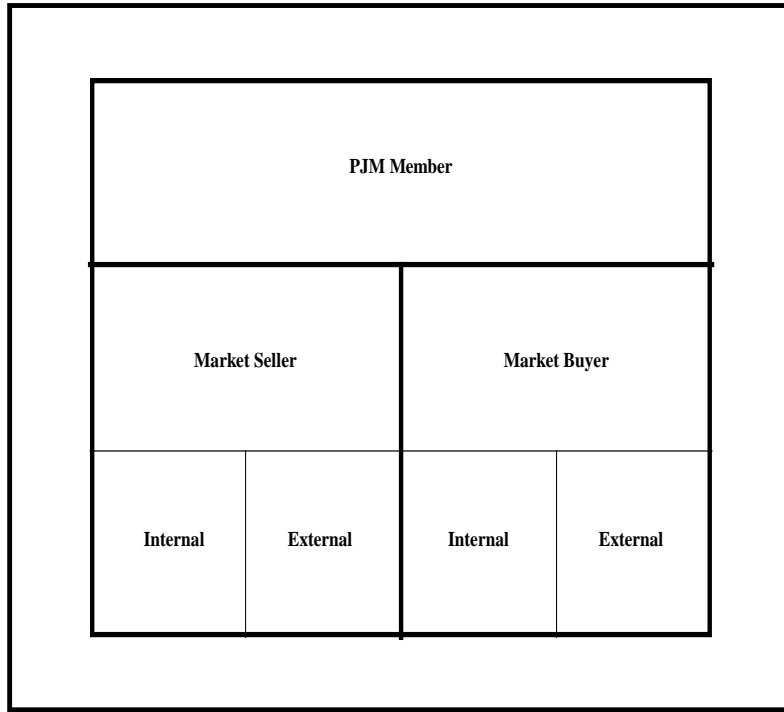 PJM Member
Market Seller
Market Buyer
Internal
External
Internal
External